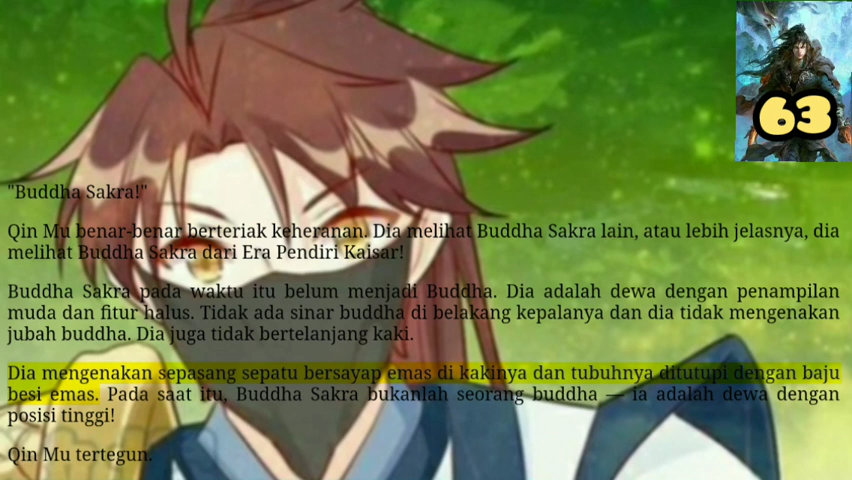 63
"Buddha Sakra!"
Qin Mu benar-benar berteriak keheranan. Dia melihat Buddha Sakra lain, atau lebih jelasnya, dia
melihat Buddha Sakra dari Era Pendiri Kaisar!
Buddha Sakra pada waktu itu belum menjadi Buddha. Dia adalah dewa dengan penampilan
muda dan fitur halus. Tidak ada sinar buddha di belakang kepalanya dan dia tidak mengenakan
jubah buddha. Dia juga tidak bertelanjang kaki.
Dia mengenakan sepasang sepatu bersayap emas di kakinya dan tubuhnya ditutupi dengan baju
besi emas. Pada saat itu, Buddha Sakra bukanlah seorang buddha — ia adalah dewa dengan
posisi tinggi!
Qin Mu tertegun.